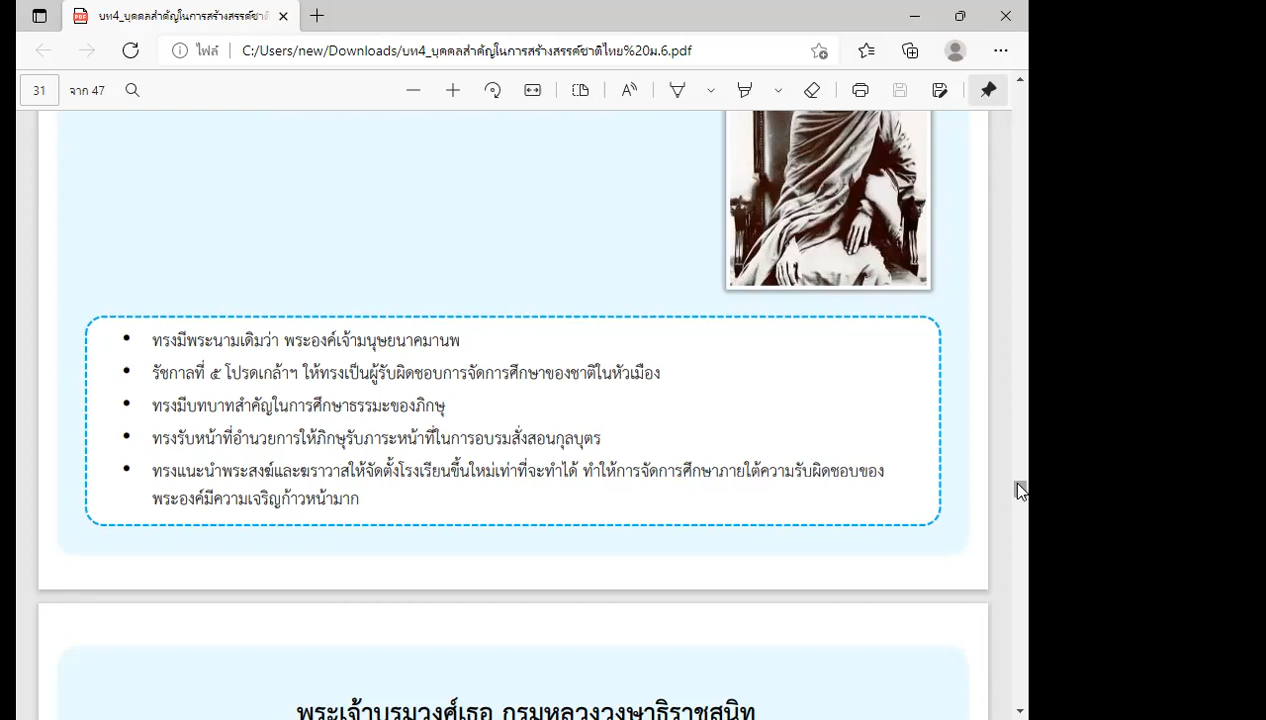 บท4_บุคคลสำคัญในการสร้างสรรค์ชาติ
ไฟล์ C:/Users/new/Downloads/บท4_บุคคลสำคัญในการสร้างสรรค์ชาติไทย%20ม.6.pdf
31 จาก 47
• ทรงมีพระนามเดิมว่า พระองค์เจ้ามนุษยนาคมานพ
• รัชกาลที่ ๕ โปรดเกล้าฯ ให้ทรงเป็นผู้รับผิดชอบการจัดการศึกษาของชาติในหัวเมือง
• ทรงมีบทบาทสำคัญในการศึกษาธรรมะของภิกษุ
• ทรงรับหน้าที่อำนวยการให้ภิกษุรับภาระหน้าที่ในการอบรมสั่งสอนกุลบุตร
• ทรงแนะนำพระสงฆ์และฆราวาสให้จัดตั้งโรงเรียนขึ้นใหม่เท่าที่จะทำได้ ทำให้การจัดการศึกษาภายใต้ความรับผิดชอบของ
พระองค์มีความเจริญก้าวหน้ามาก
พระเจ้าบรมวงศ์เธอ กรมหลวงวงษาธิราชสนิท